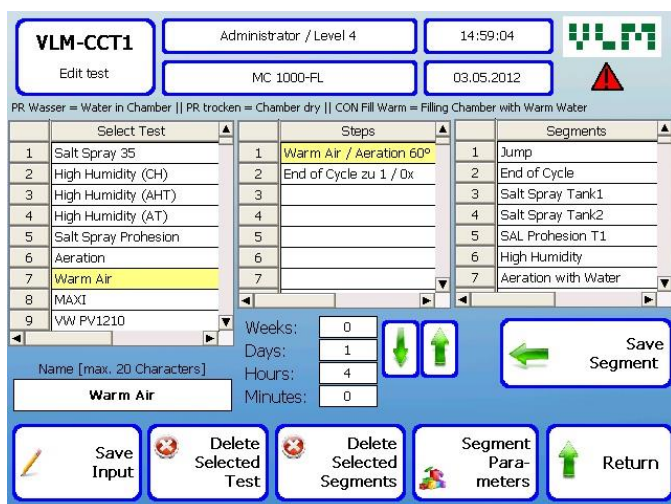 VLM-CCT1
Edit test
Administrator / Level 4
14:59:04
VLM
MC 1000-FL
03.05.2012
PR Wasser = Water in Chamber || PR trocken = Chamber dry || CON Fill Warm = Filling Chamber with Warm Water
Select Test
1 Salt Spray 35
2 High Humidity (CH)
3 High Humidity (AHT)
4 High Humidity (AT)
5 Salt Spray Prohesion
6 Aeration
7 Warm Air
8 MAXI
9 VW PV1210
Steps
1 Warm Air / Aeration 60°
2 End of Cycle zu 1 / 0x
3
4
5
6
7
Segments
1 Jump
2 End of Cycle
3 Salt Spray Tank1
4 Salt Spray Tank2
5 SAL Prohesion T1
6 High Humidity
7 Aeration with Water
Name [max. 20 Characters]
Warm Air
Weeks: 0
Days: 1
Hours: 4
Minutes: 0
Save
Segment
Save
Input
Delete
Selected
Test
Delete
Selected
Segments
Segment
Para-
meters
Return